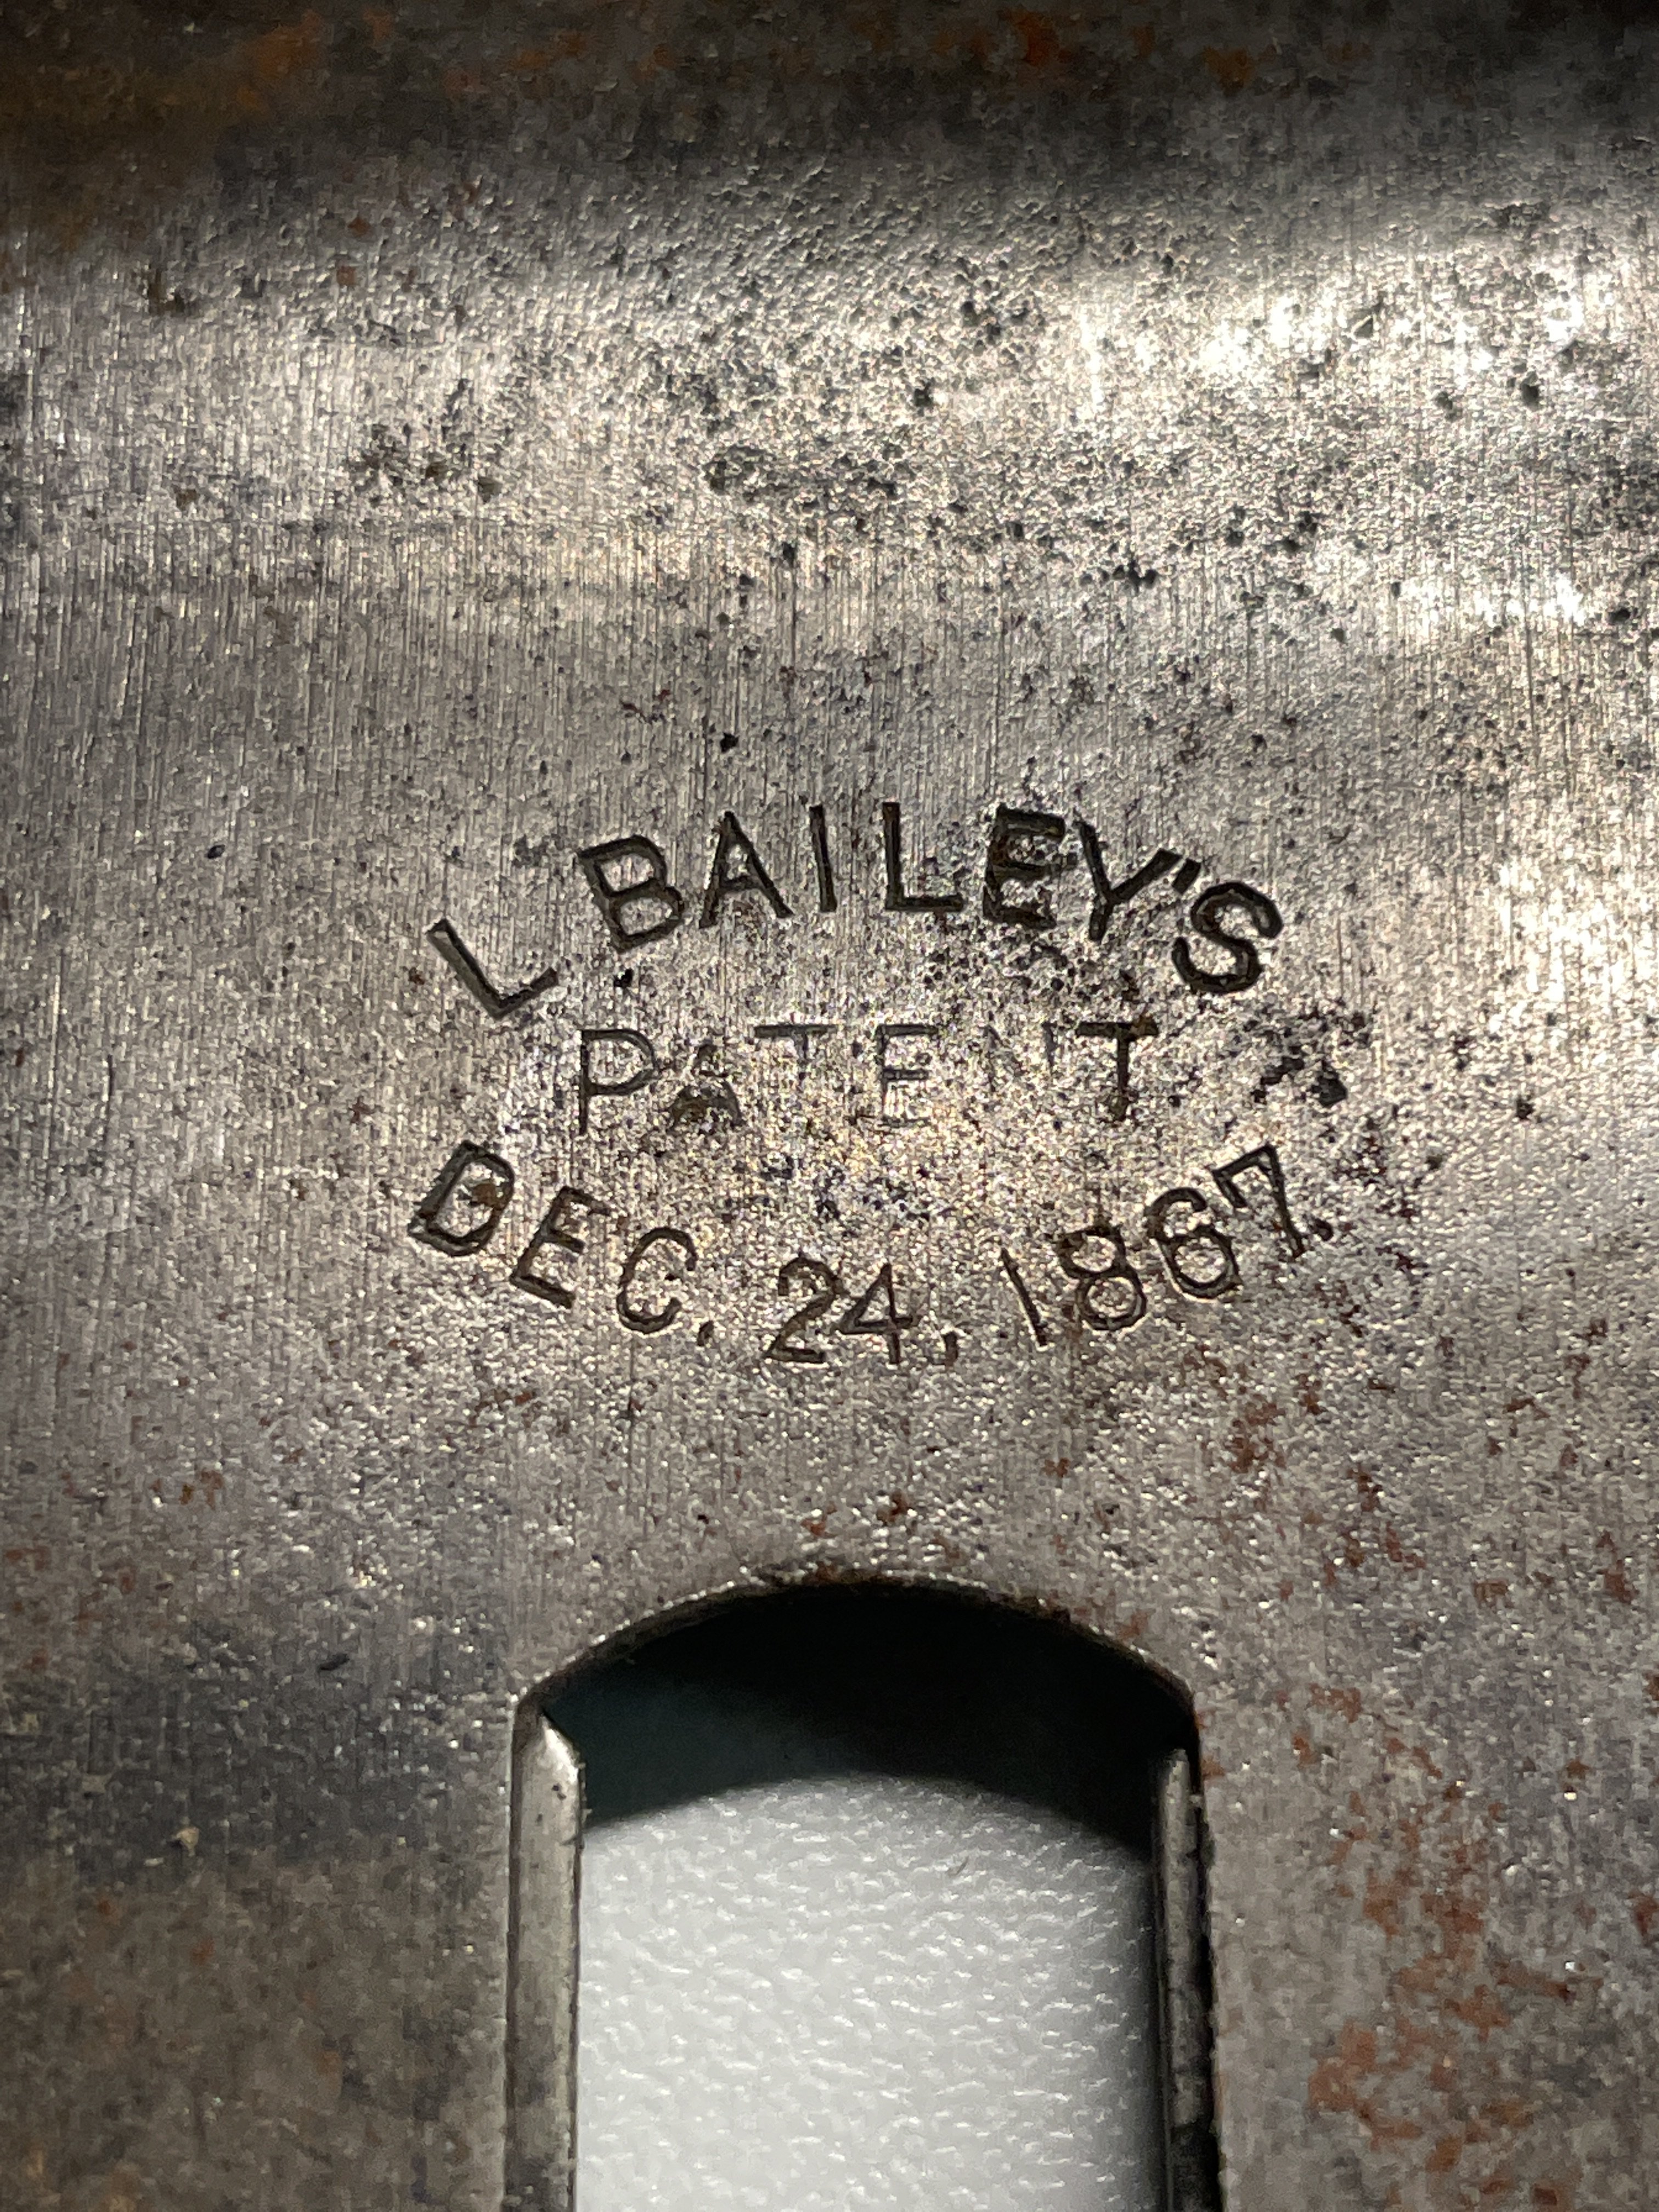 L BAILEY'S
PATENT
DEC. 24, 1867.